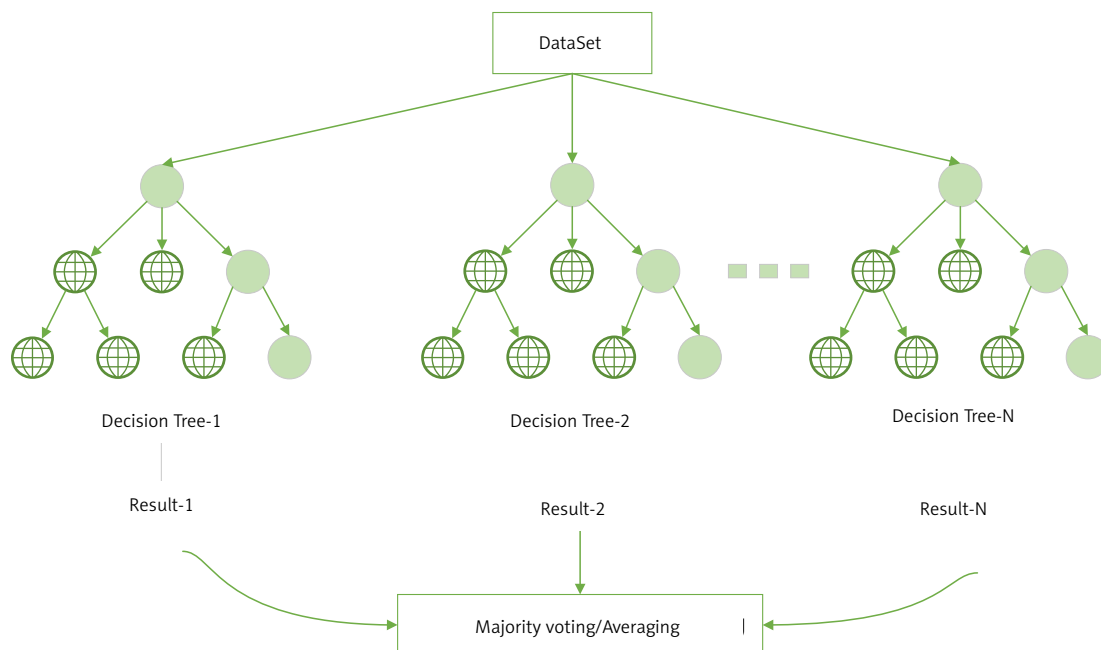 DataSet
Decision Tree-1
Decision Tree-2
Decision Tree-N
Result-1
Result-2
Result-N
Majority voting/Averaging